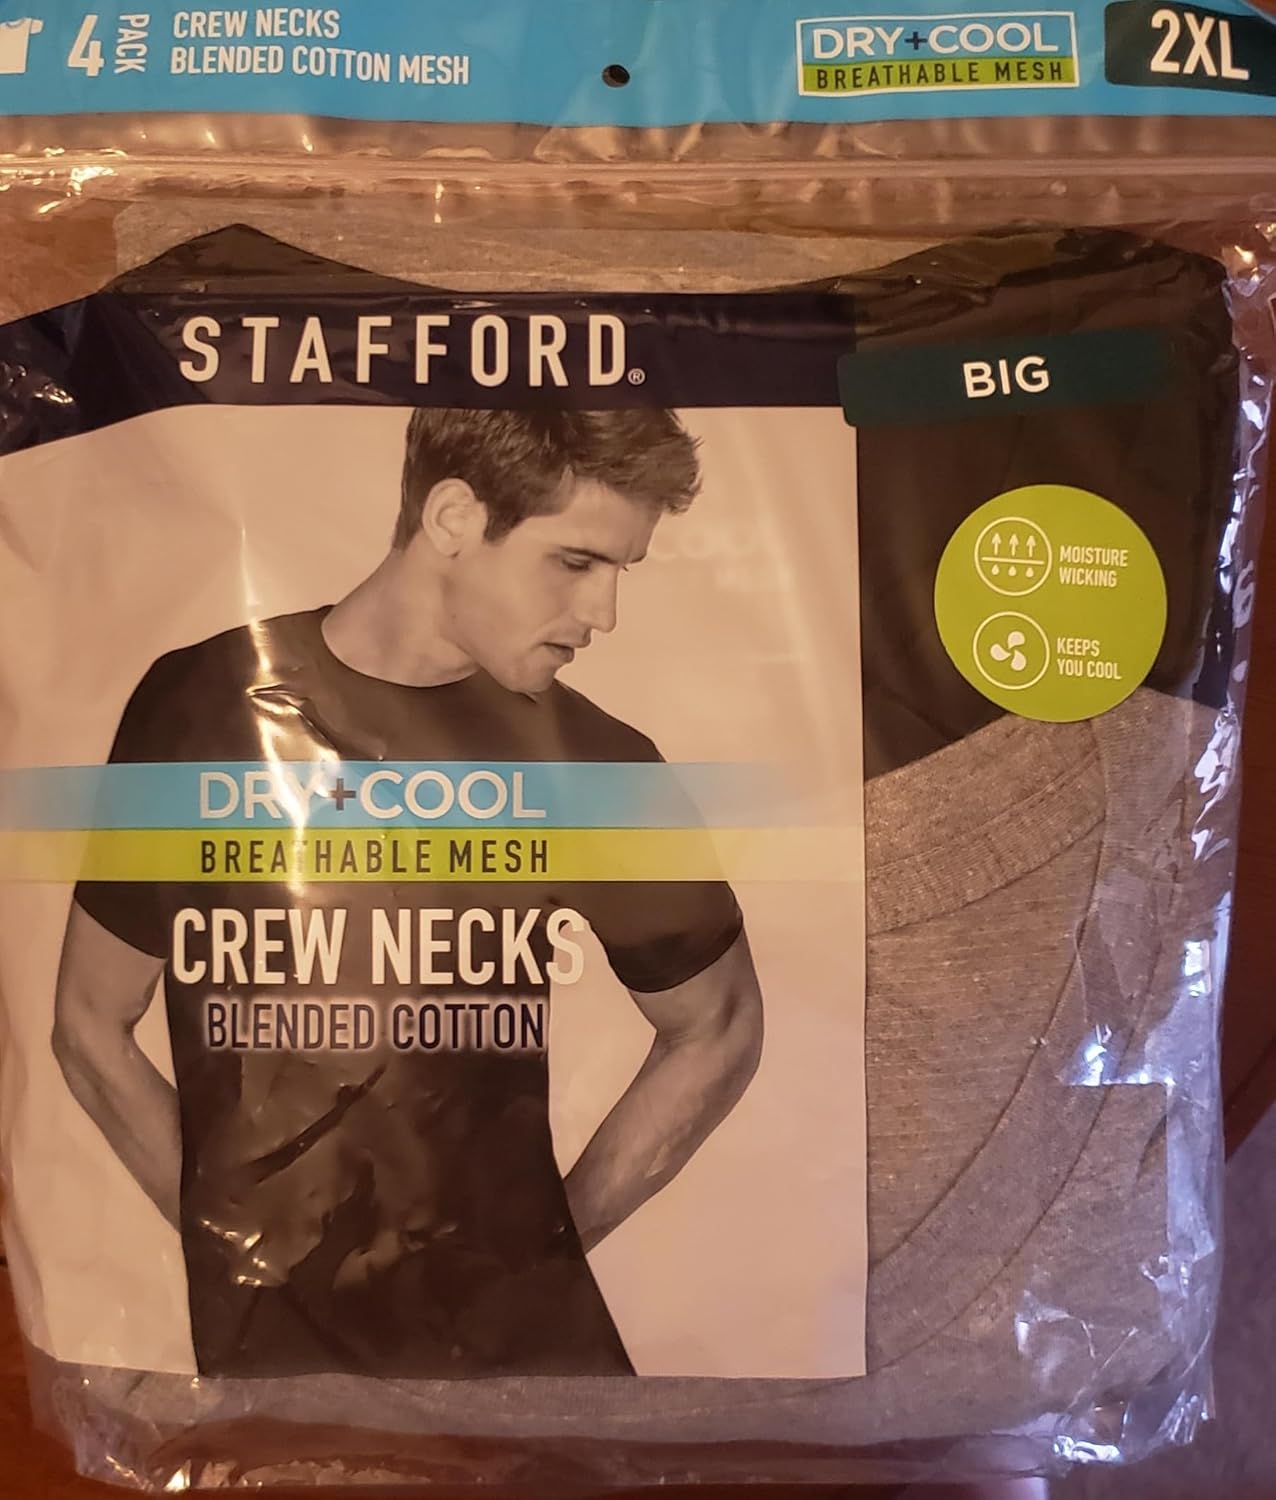 4 PACK
CREW NECKS
BLENDED COTTON MESH
DRY+COOL
BREATHABLE MESH
2XL
STAFFORD®
BIG
MOISTURE
WICKING
KEEPS
YOU COOL
DRY+COOL
BREATHABLE MESH
CREW NECKS
BLENDED COTTON